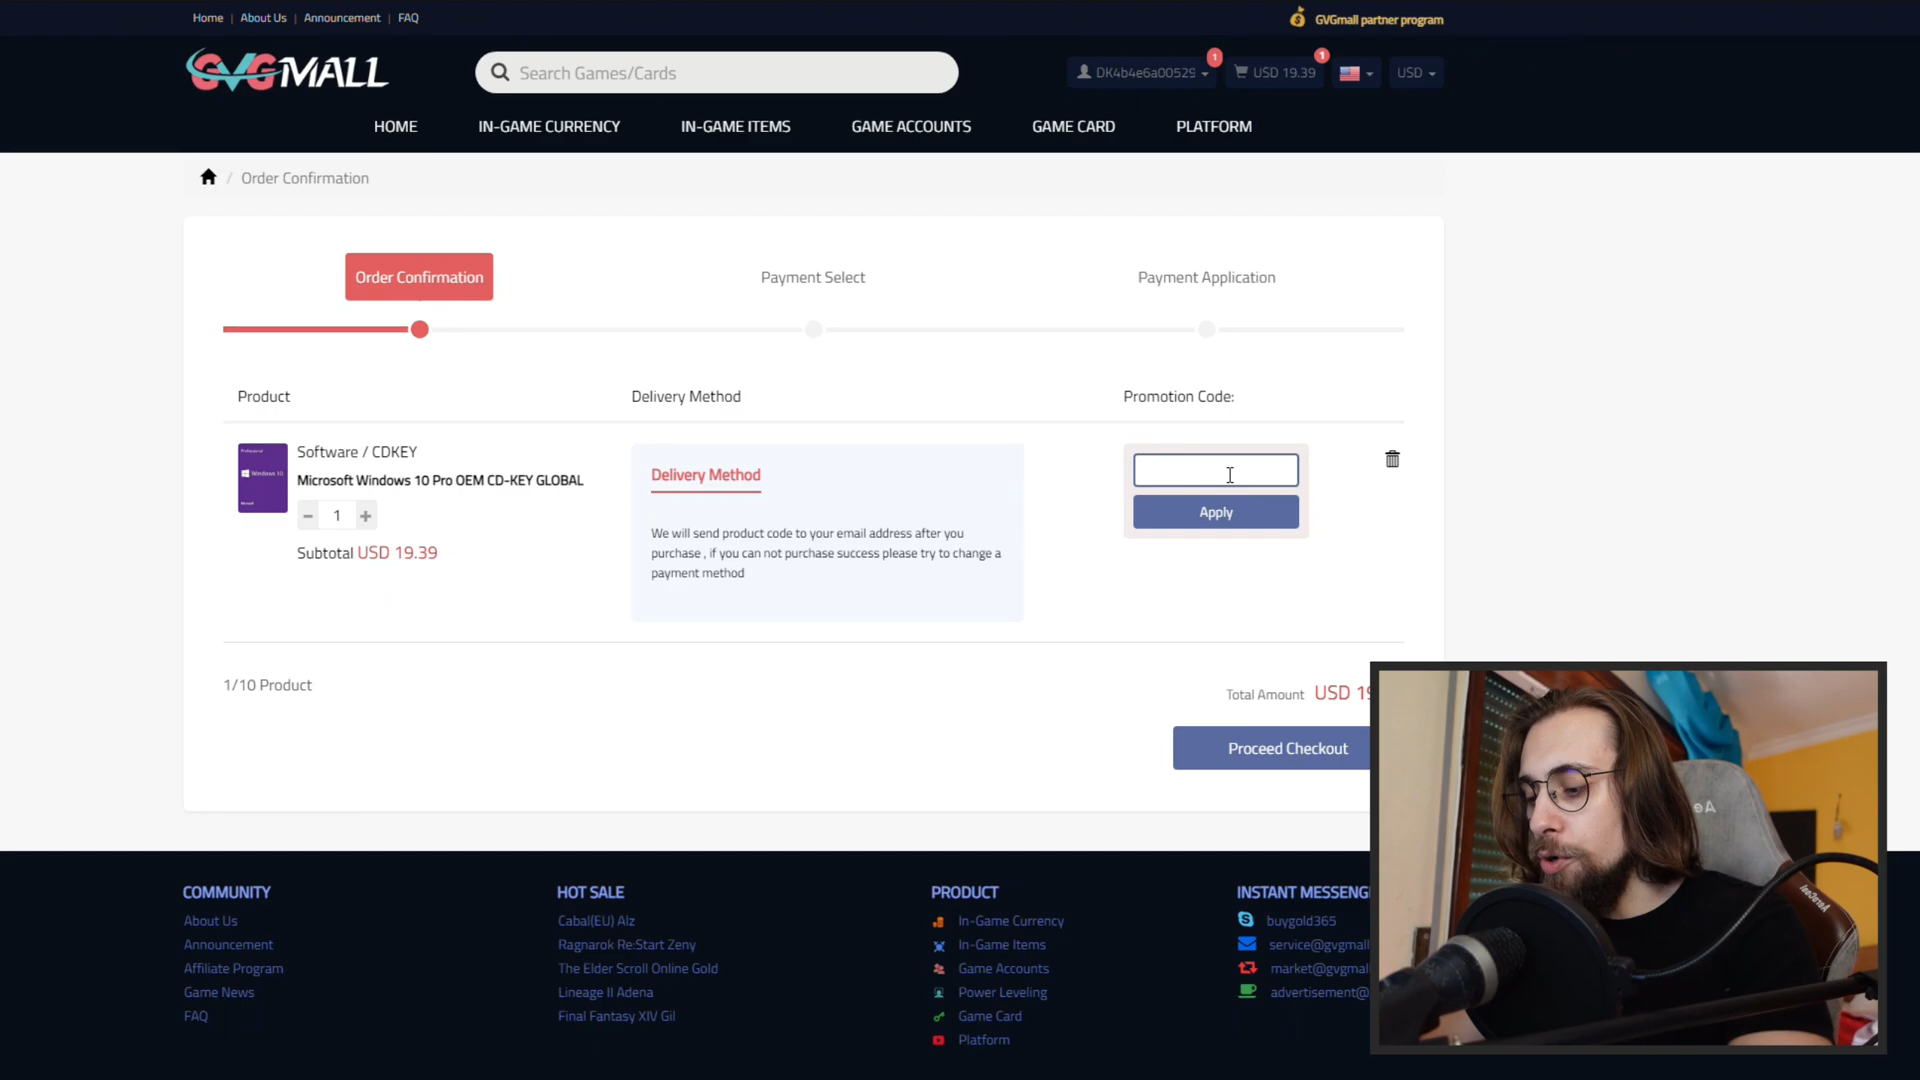 Home | About Us | Announcement | FAQ
GVGmall partner program
GVGMALL
Search Games/Cards
DK4b4e6a00529
1
USD 19.39
1
USD
HOME
IN-GAME CURRENCY
IN-GAME ITEMS
GAME ACCOUNTS
GAME CARD
PLATFORM
/ Order Confirmation
Order Confirmation
Payment Select
Payment Application
Product
Delivery Method
Promotion Code:
Software / CDKEY
Microsoft Windows 10 Pro OEM CD-KEY GLOBAL
− 1 +
Subtotal USD 19.39
Delivery Method
We will send product code to your email address after you
purchase , if you can not purchase success please try to change a
payment method
Apply
1/10 Product
Total Amount USD 19
Proceed Checkout
COMMUNITY
About Us
Announcement
Affiliate Program
Game News
FAQ
HOT SALE
Cabal(EU) Alz
Ragnarok Re:Start Zeny
The Elder Scroll Online Gold
Lineage II Adena
Final Fantasy XIV Gil
PRODUCT
In-Game Currency
In-Game Items
Game Accounts
Power Leveling
Game Card
Platform
INSTANT MESSENG
buygold365
service@gvgmall
market@gvgmal
advertisement@